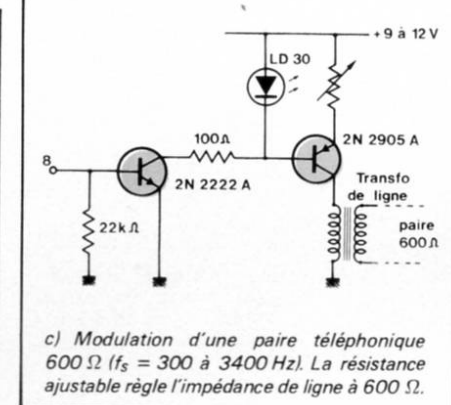 +9 à 12 V
LD 30
100Ω
2N 2905 A
8
2N 2222 A
Transfo
de ligne
22kΩ
paire
600Ω
c) Modulation d'une paire téléphonique
600 Ω (fs = 300 à 3400 Hz). La résistance
ajustable règle l'impédance de ligne à 600 Ω.